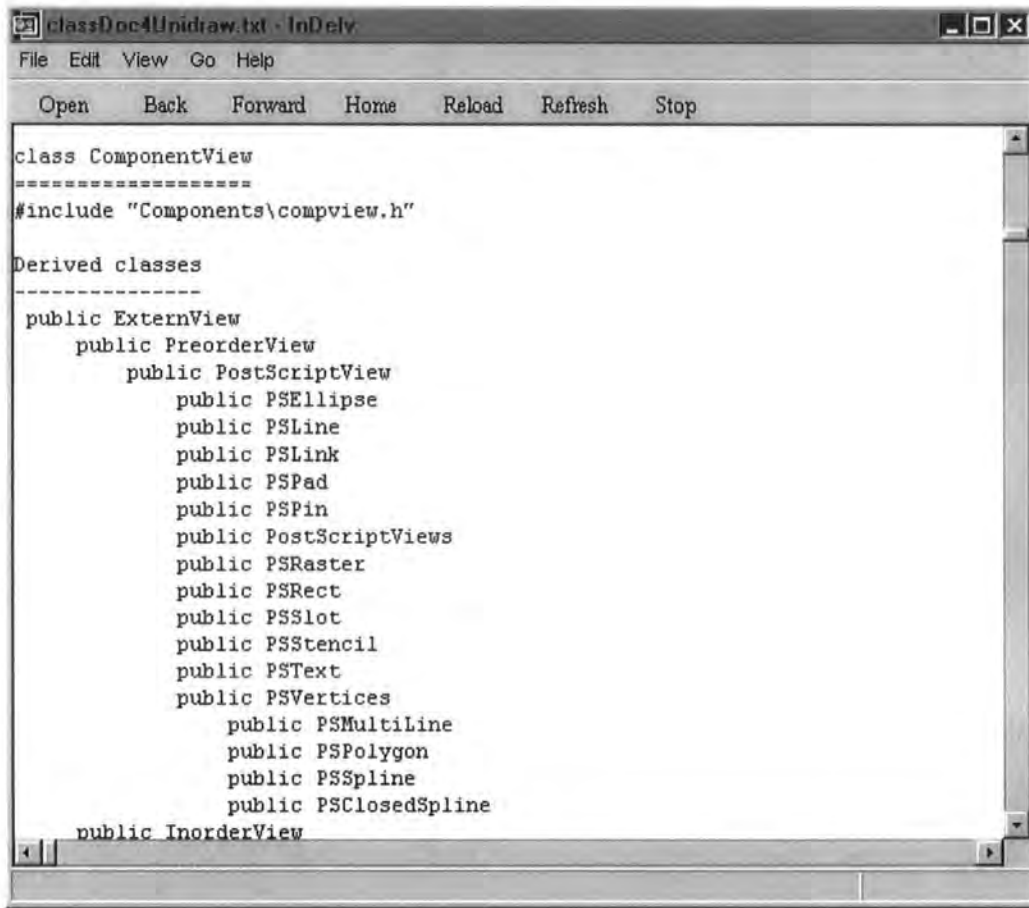 classDoc4Unidraw.txt - InDelv
File Edit View Go Help
Open Back Forward Home Reload Refresh Stop
class ComponentView
===================
#include "Components\compview.h"
Derived classes
---------------
public ExternView
public PreorderView
public PostScriptView
public PSEllipse
public PSLine
public PSLink
public PSPad
public PSPin
public PostScriptViews
public PSRaster
public PSRect
public PSSlot
public PSStencil
public PSText
public PSVertices
public PSMultiLine
public PSPolygon
public PSSpline
public PSClosedSpline
public InorderView